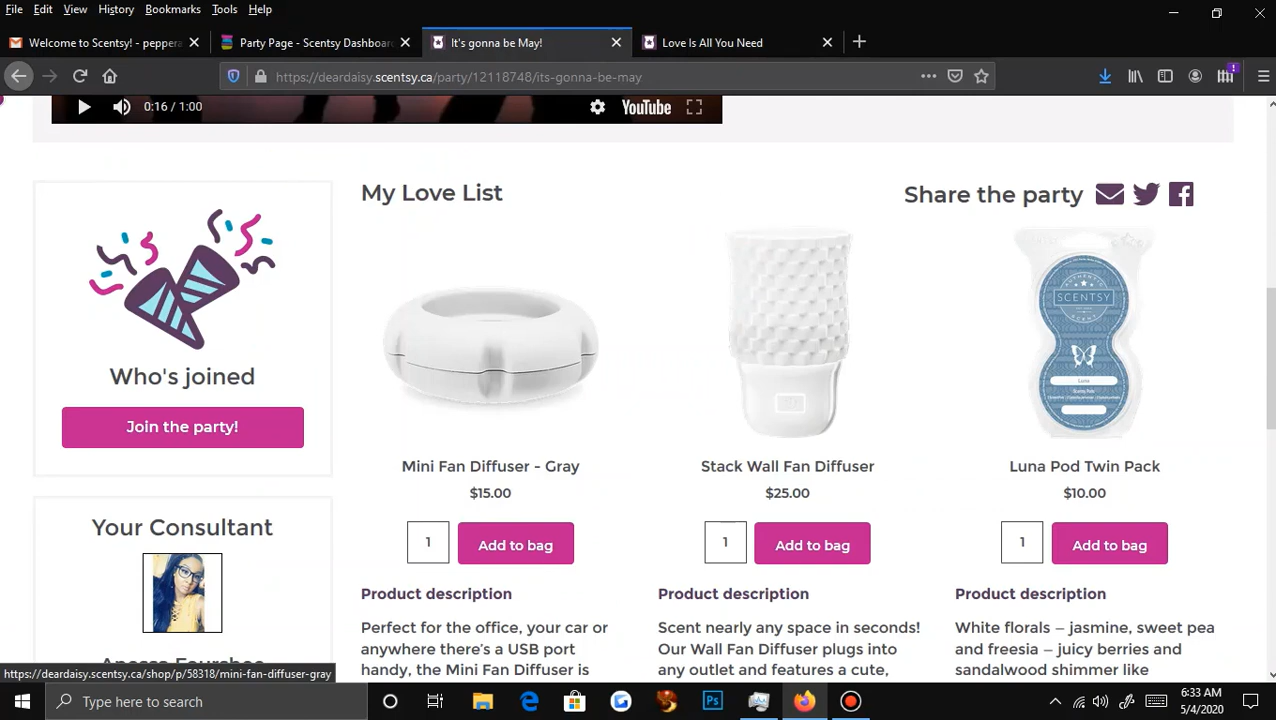 File Edit View History Bookmarks Tools Help
Welcome to Scentsy! - peppera
Party Page - Scentsy Dashboard
It's gonna be May!
Love Is All You Need
https://deardaisy.scentsy.ca/party/12118748/its-gonna-be-may
1
0:16 / 1:00
YouTube
My Love List
Share the party
Who's joined
Join the party!
Your Consultant
AUTHENTIC
SCENTSY
SCENT
Luna
Mini Fan Diffuser - Gray
$15.00
1 Add to bag
Product description
Perfect for the office, your car or
anywhere there's a USB port
handy, the Mini Fan Diffuser is
Stack Wall Fan Diffuser
$25.00
1 Add to bag
Product description
Scent nearly any space in seconds!
Our Wall Fan Diffuser plugs into
any outlet and features a cute,
Luna Pod Twin Pack
$10.00
1 Add to bag
Product description
White florals – jasmine, sweet pea
and freesia – juicy berries and
sandalwood shimmer like
https://deardaisy.scentsy.ca/shop/p/58318/mini-fan-diffuser-gray
Type here to search
Ps
6:33 AM
5/4/2020